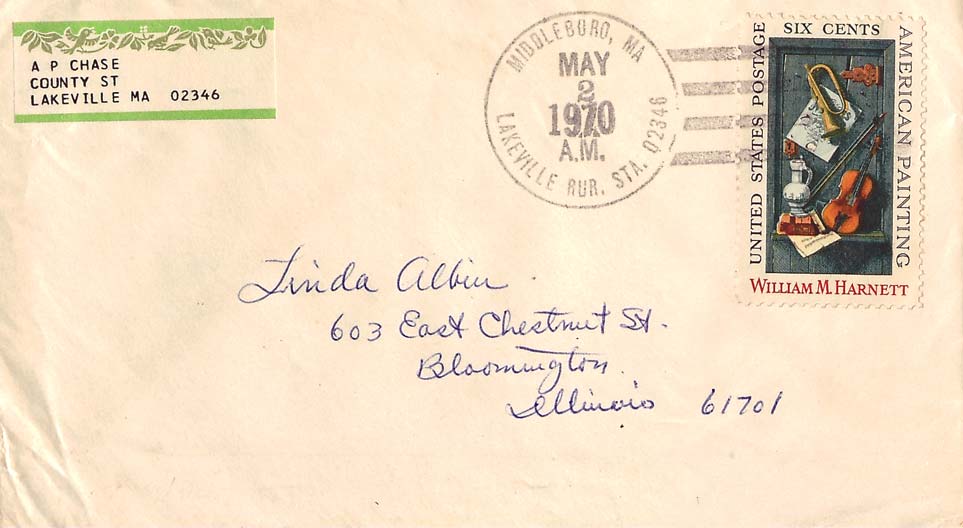 A P CHASE
COUNTY ST
LAKEVILLE MA 02346
MIDDLEBORO, MA
MAY
2
1970
A.M.
LAKEVILLE RUR. STA. 02346
SIX CENTS
UNITED STATES POSTAGE
AMERICAN PAINTING
WILLIAM M. HARNETT
Linda Albin
603 East Chestnut St.
Bloomington
Illinois 61701